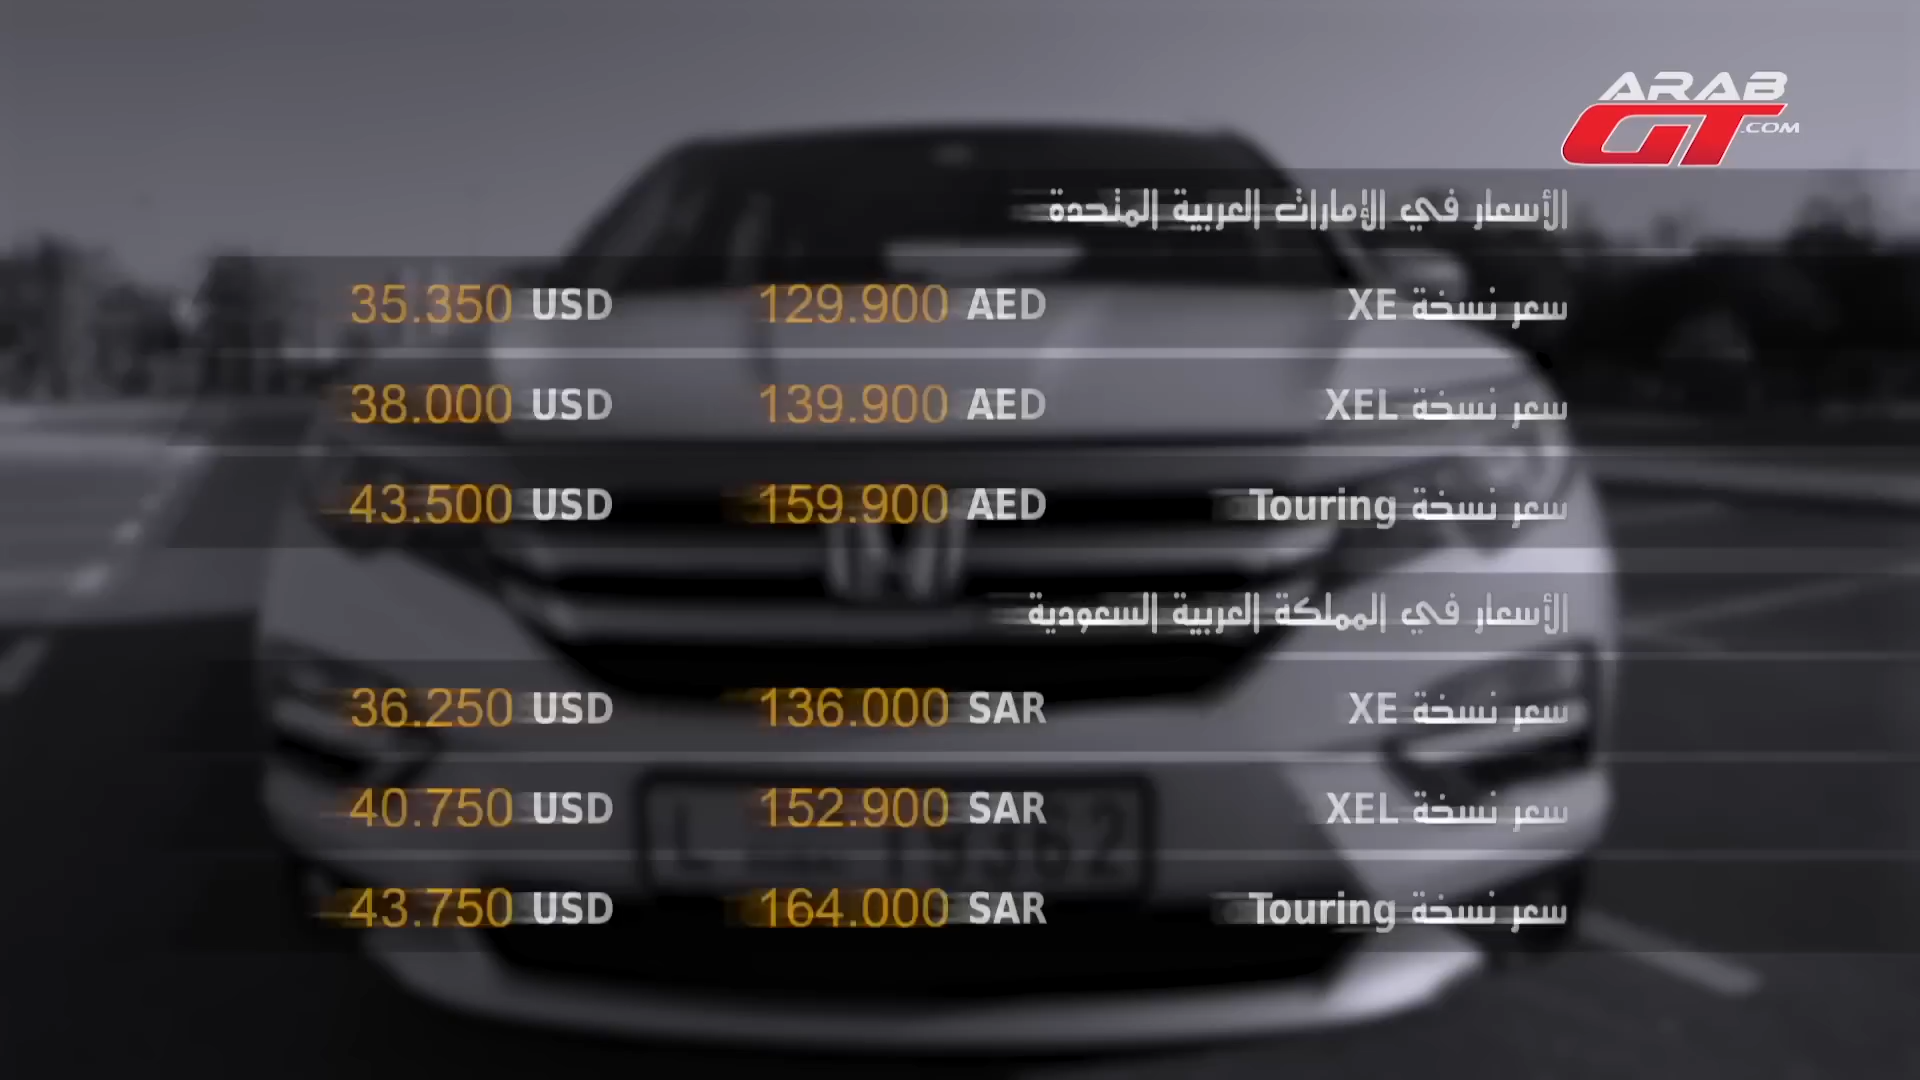 ARAB
GT.COM
الأسعار في الإمارات العربية المتحدة
سعر نسخة XE 129.900 AED 35.350 USD
سعر نسخة XEL 139.900 AED 38.000 USD
سعر نسخة Touring 159.900 AED 43.500 USD
الأسعار في المملكة العربية السعودية
سعر نسخة XE 136.000 SAR 36.250 USD
سعر نسخة XEL 152.900 SAR 40.750 USD
سعر نسخة Touring 164.000 SAR 43.750 USD